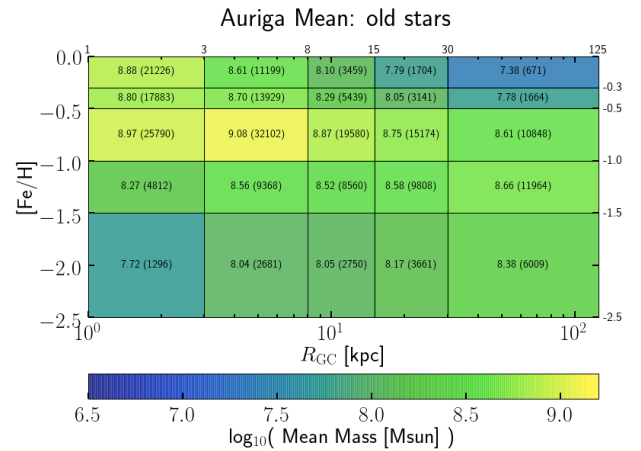 Auriga Mean: old stars
1 3 8 15 30 125
0.0
8.88 (21226) 8.61 (11199) 8.10 (3459) 7.79 (1704) 7.38 (671)
-0.3
8.80 (17883) 8.70 (13929) 8.29 (5439) 8.05 (3141) 7.78 (1664)
−0.5 -0.5
8.97 (25790) 9.08 (32102) 8.87 (19580) 8.75 (15174) 8.61 (10848)
−1.0 -1.0
[Fe/H]
8.27 (4812) 8.56 (9368) 8.52 (8560) 8.58 (9808) 8.66 (11964)
−1.5 -1.5
7.72 (1296) 8.04 (2681) 8.05 (2750) 8.17 (3661) 8.38 (6009)
−2.0
−2.5 -2.5
10⁰ 10¹ 10²
R_GC [kpc]
6.5 7.0 7.5 8.0 8.5 9.0
log₁₀( Mean Mass [Msun] )